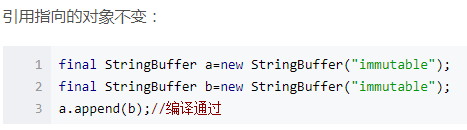 引用指向的对象不变：
1 final StringBuffer a=new StringBuffer("immutable");
2 final StringBuffer b=new StringBuffer("immutable");
3 a.append(b);//编译通过